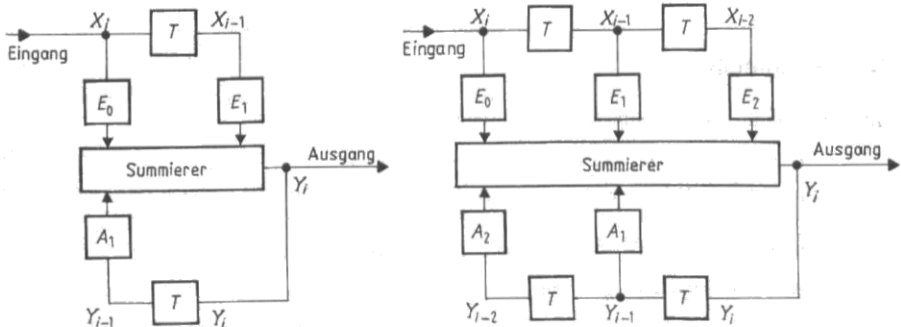 X_i T X_{i-1}
Eingang
E_0 E_1
Summierer
Ausgang
Y_i
A_1
T
Y_{i-1} Y_i
X_i T X_{i-1} T X_{i-2}
Eingang
E_0 E_1 E_2
Summierer
Ausgang
Y_i
A_2 A_1
T T
Y_{i-2} Y_{i-1} Y_i